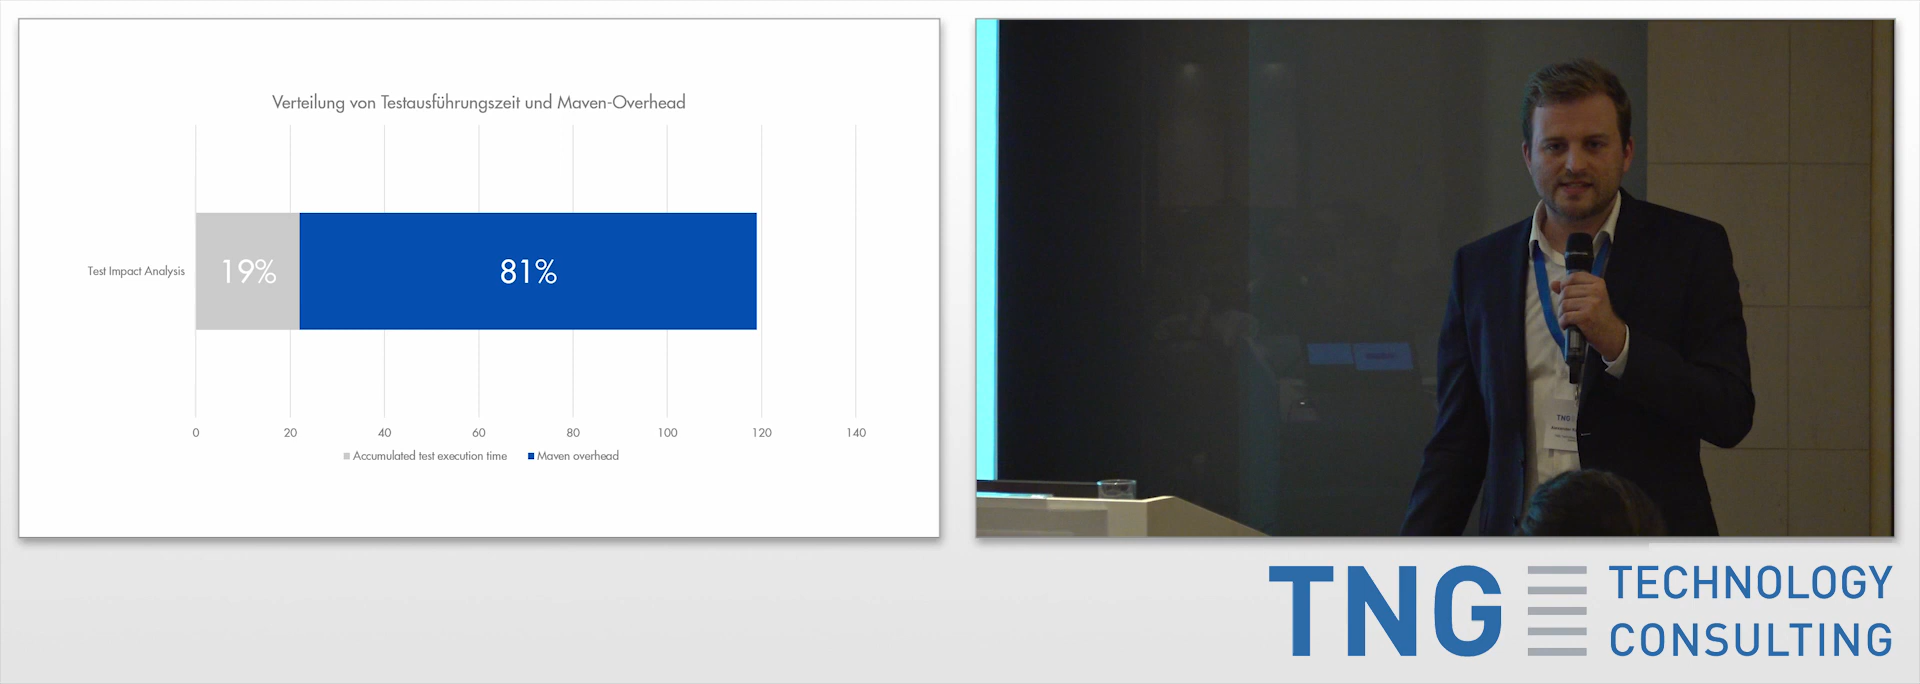 Verteilung von Testausführungszeit und Maven-Overhead
Test Impact Analysis
19%
81%
0 20 40 60 80 100 120 140
Accumulated test execution time Maven overhead
TNG
TNG
TECHNOLOGY
CONSULTING